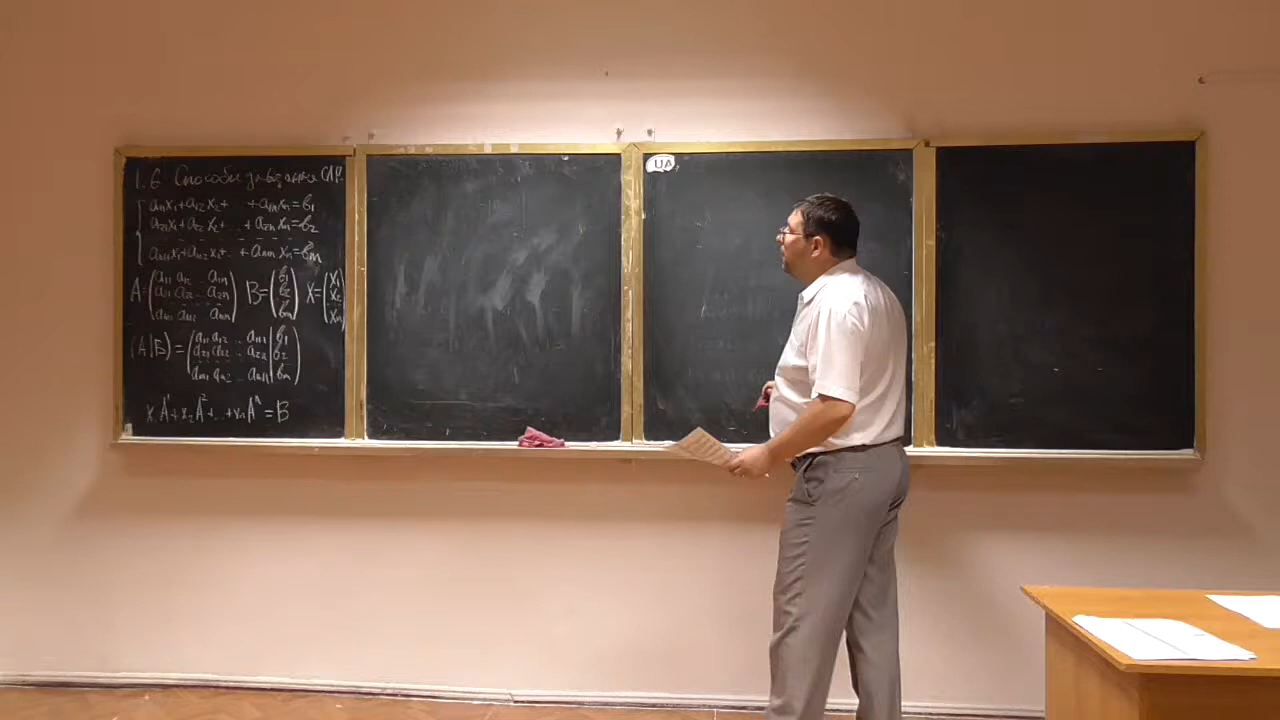 1.6 Способи зведення СЛР.
a₁₁x₁+a₁₂x₂+ … +a₁ₙxₙ=b₁
a₂₁x₁+a₂₂x₂+ … +a₂ₙxₙ=b₂
aₘ₁x₁+aₘ₂x₂+ … +aₘₙxₙ=bₘ
A=(a₁₁ a₁₂ … a₁ₙ B=(b₁ X=(x₁
a₂₁ a₂₂ … a₂ₙ b₂ x₂
aₘ₁ aₘ₂ aₘₙ) bₘ) xₙ)
(A|B)=(a₁₁ a₁₂ … a₁ₙ|b₁
a₂₁ a₂₂ … a₂ₙ|b₂
aₘ₁ aₘ₂ … aₘₙ|bₘ)
x₁A¹+x₂A²+…+xₙAⁿ=B
UA